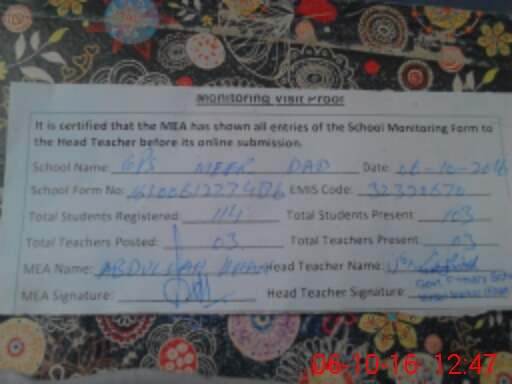 Monitoring Visit Proof
It is certified that the MEA has shown all entries of the School Monitoring Form to
the Head Teacher before its online submission.
School Name: GPS MEER DAD Date: 06-10-2016
School Form No: EMIS Code:
Total Students Registered: 114 Total Students Present: 103
Total Teachers Posted: 03 Total Teachers Present: 03
MEA Name: ABDULLAH KHAN Head Teacher Name:
Govt. Primary
MEA Signature: Head Teacher Signature:
06-10-16 12:47